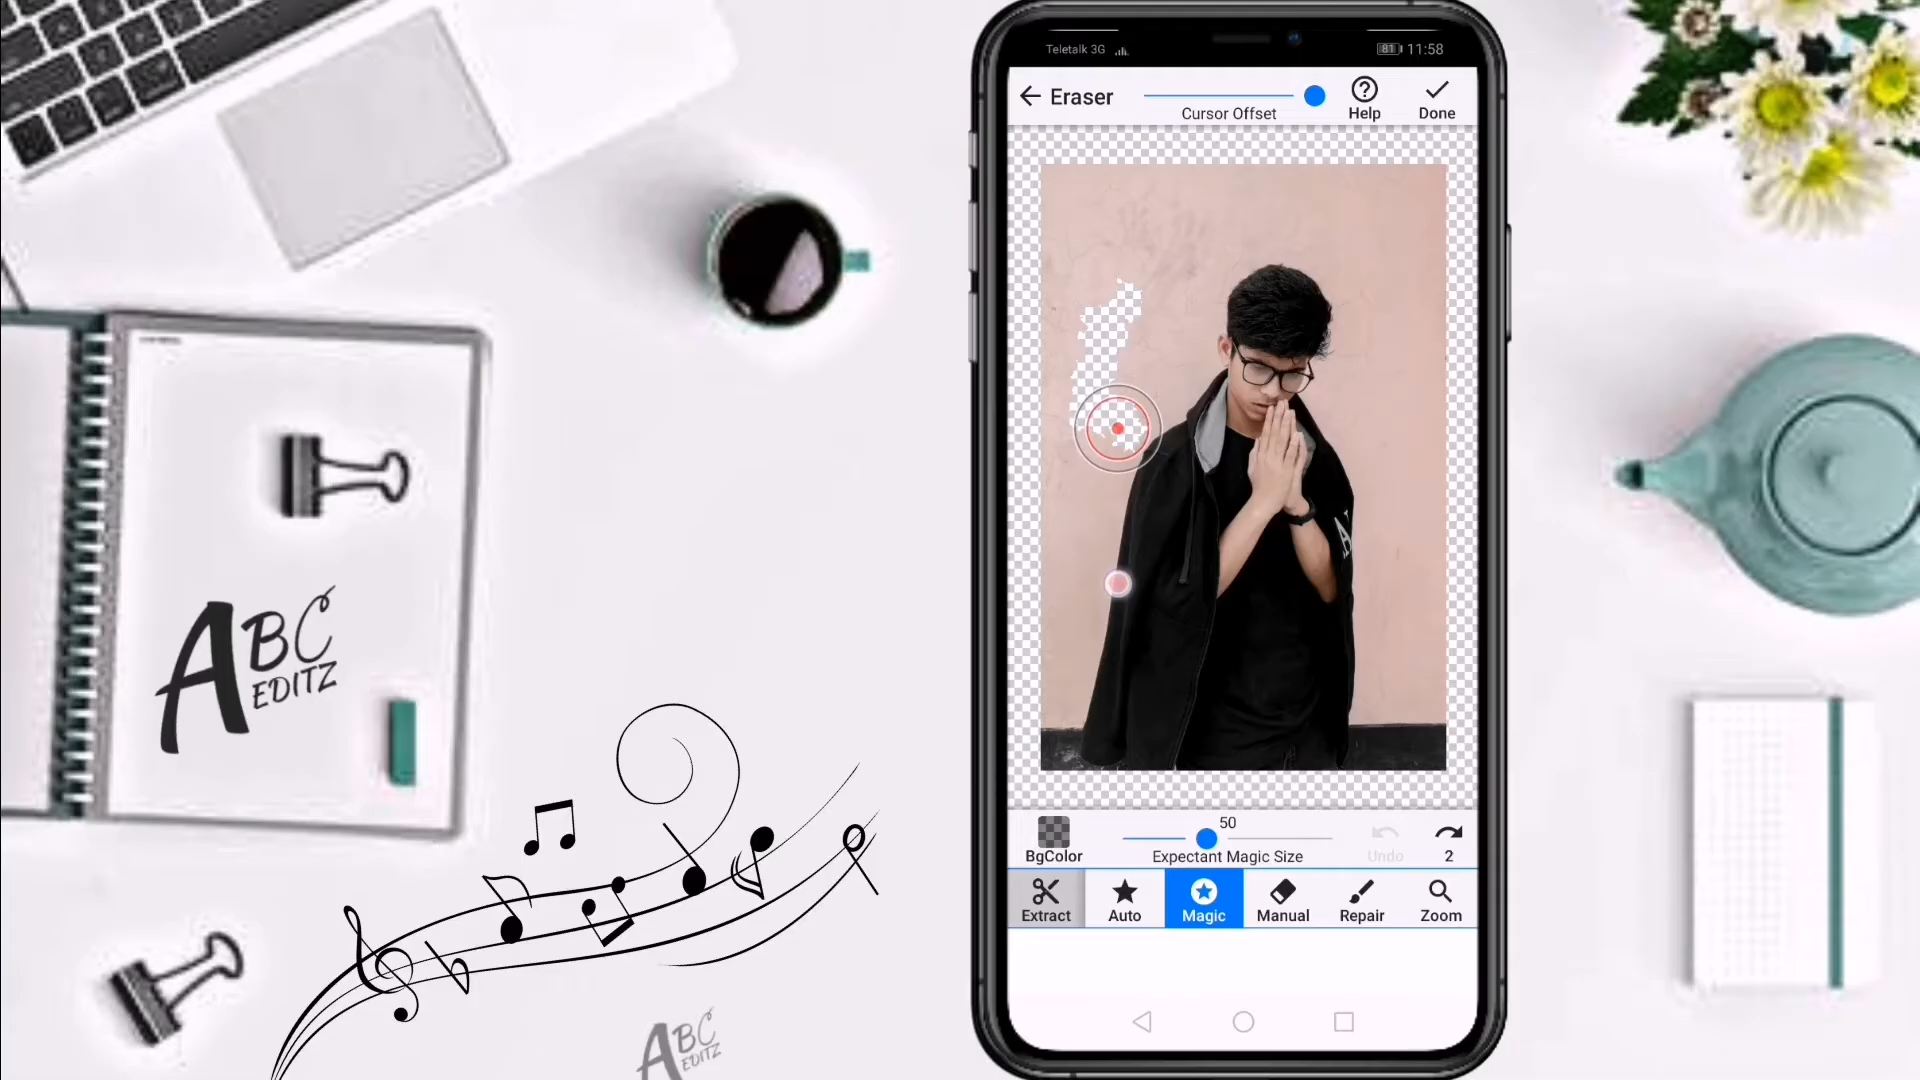 Teletalk 3G
81 11:58
Eraser
Cursor Offset
Help
Done
A
50
BgColor
Expectant Magic Size
Undo
2
Extract
Auto
Magic
Manual
Repair
Zoom
ABC
EDITZ
ABC
EDITZ